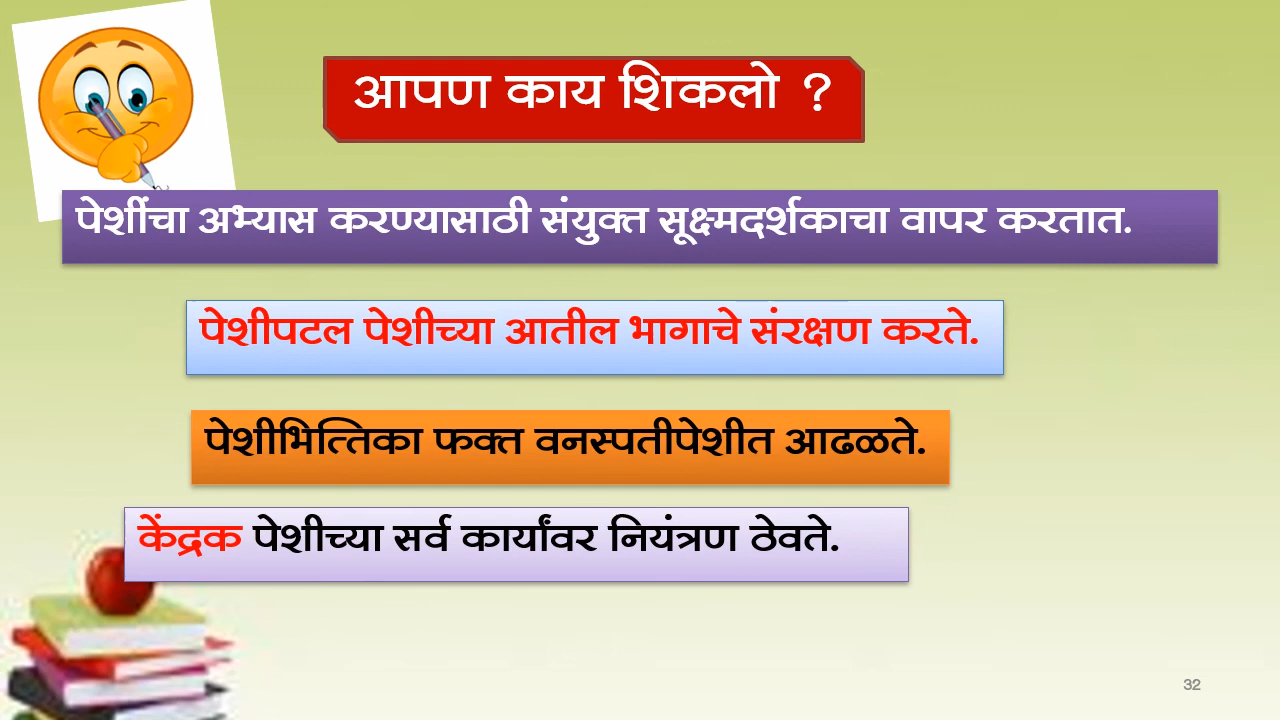 आपण काय शिकलो ?
पेशींचा अभ्यास करण्यासाठी संयुक्त सूक्ष्मदर्शकाचा वापर करतात.
पेशीपटल पेशीच्या आतील भागाचे संरक्षण करते.
पेशीभित्तिका फक्त वनस्पतीपेशीत आढळते.
केंद्रक पेशीच्या सर्व कार्यांवर नियंत्रण ठेवते.
32